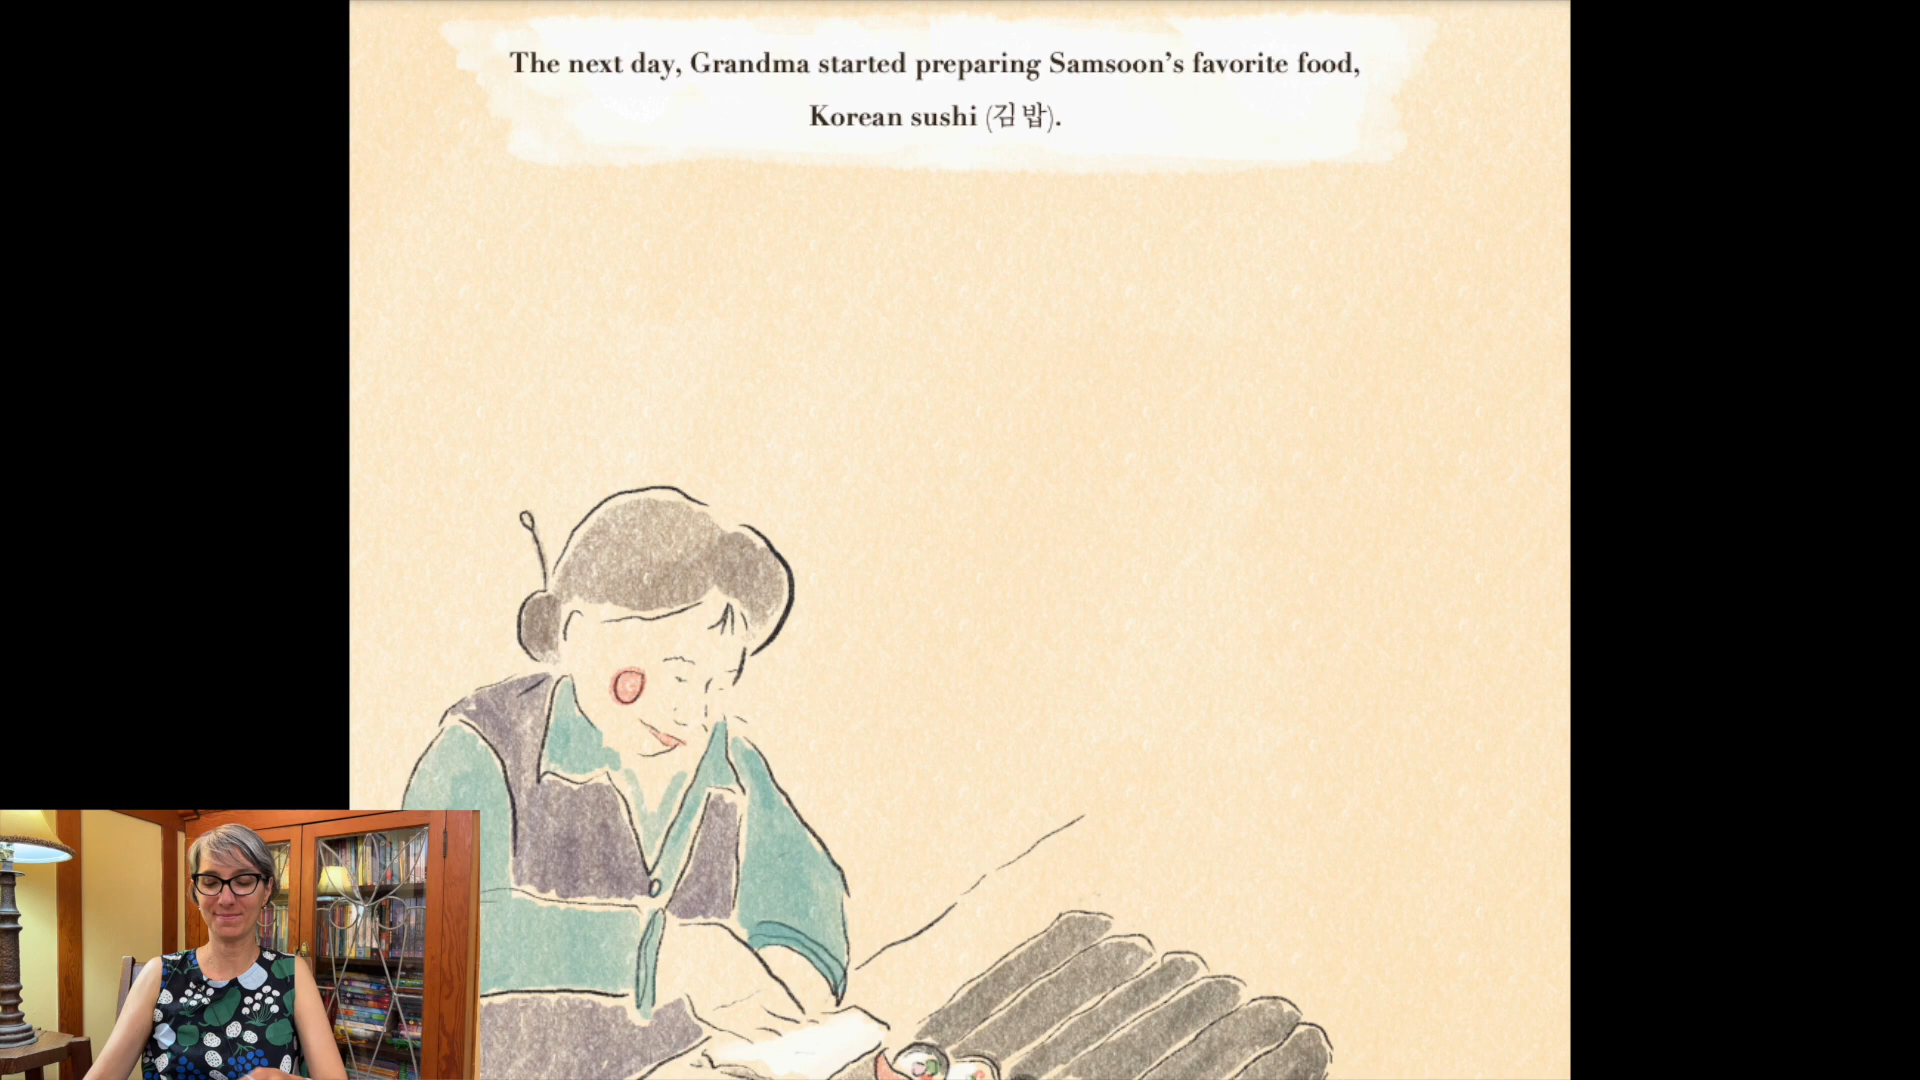 The next day, Grandma started preparing Samsoon’s favorite food,
Korean sushi (김밥).